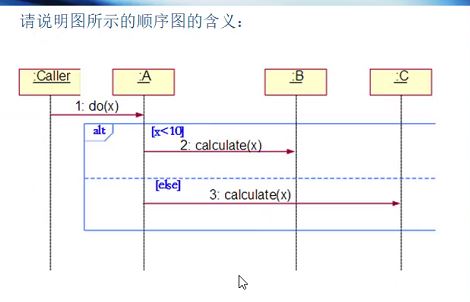 请说明图所示的顺序图的含义:
:Caller :A :B :C
1: do(x)
alt [x<10]
2: calculate(x)
[else]
3: calculate(x)